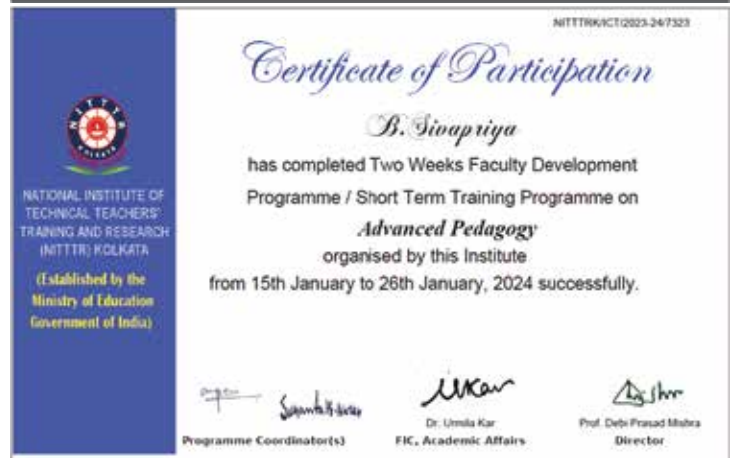 NITTTRK/ICT/2023-24/7323
Certificate of Participation
B. Sivapriya
has completed Two Weeks Faculty Development
Programme / Short Term Training Programme on
Advanced Pedagogy
organised by this Institute
from 15th January to 26th January, 2024 successfully.
NITTTR
KOLKATA
NATIONAL INSTITUTE OF
TECHNICAL TEACHERS'
TRAINING AND RESEARCH
(NITTTR) KOLKATA
(Established by the
Ministry of Education
Government of India)
Programme Coordinator(s)
Dr. Urmila Kar
FIC, Academic Affairs
Prof. Debi Prasad Mishra
Director